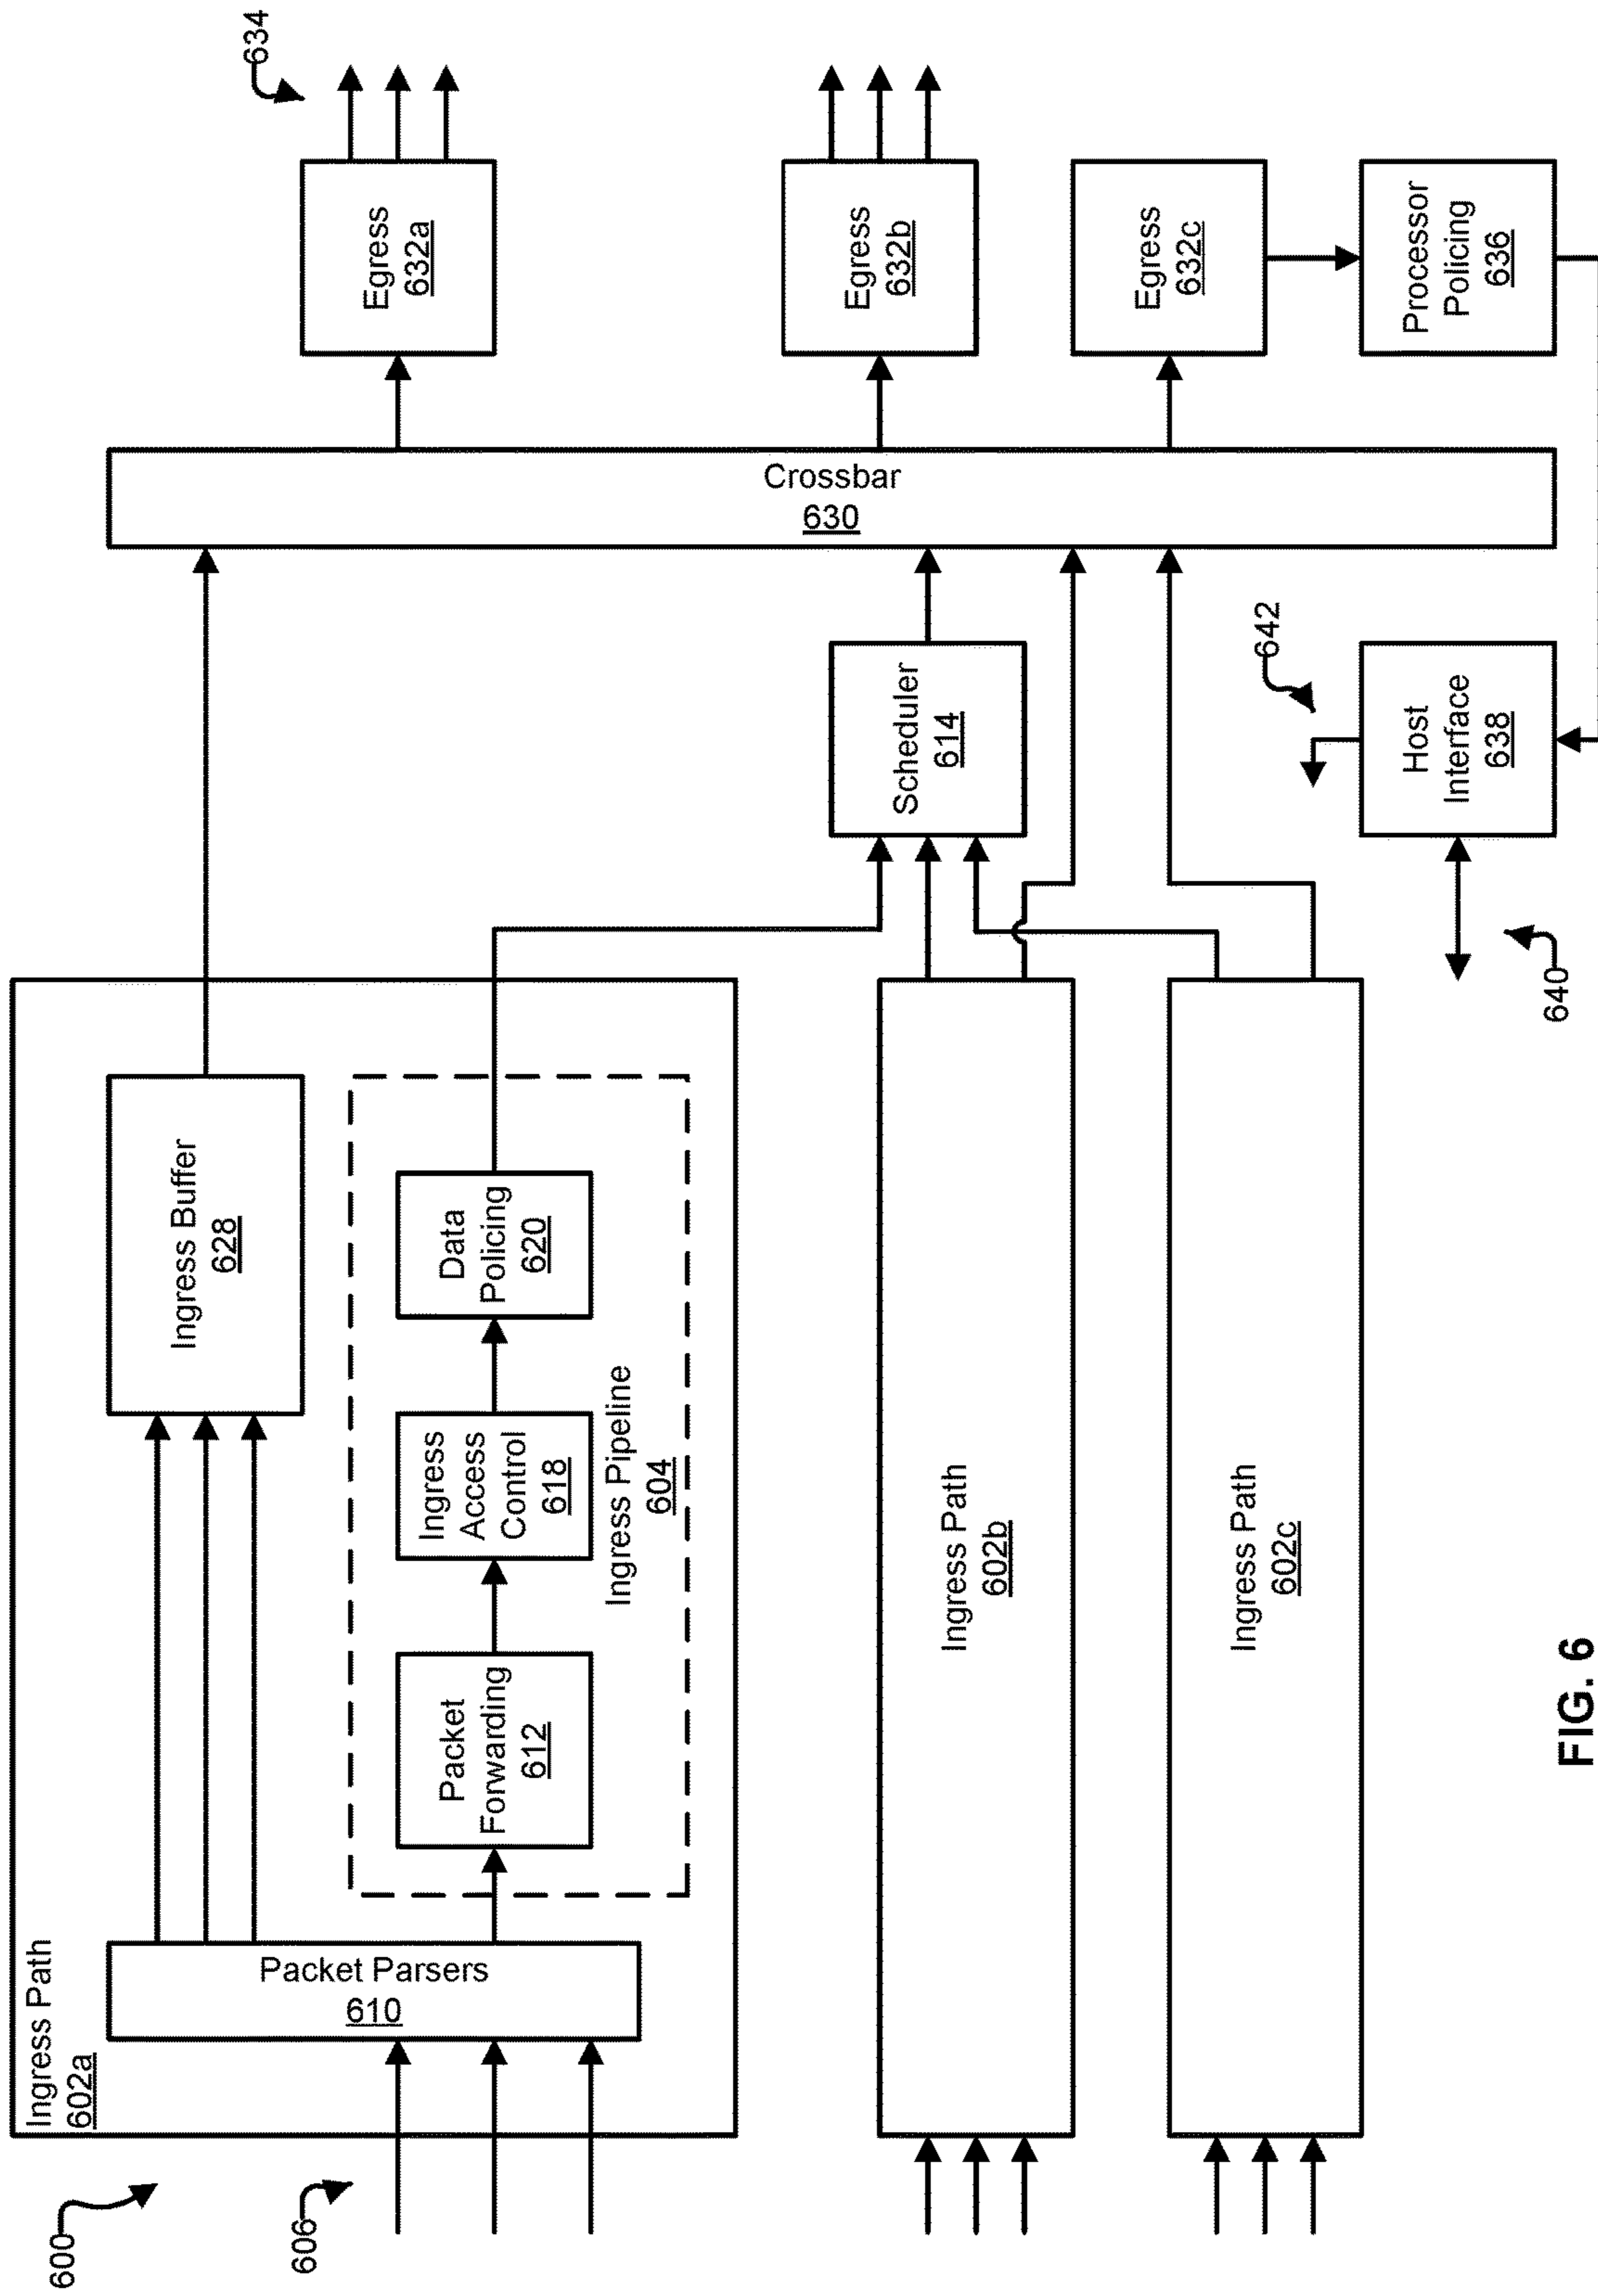 600
606
Ingress Path
602a
Packet Parsers
610
Ingress Buffer
628
Packet
Forwarding
612
Ingress
Access
Control
618
Data
Policing
620
Ingress Pipeline
604
Ingress Path
602b
Ingress Path
602c
Scheduler
614
Crossbar
630
Egress
632a
634
Egress
632b
Egress
632c
Processor
Policing
636
Host
Interface
638
640
642
FIG. 6